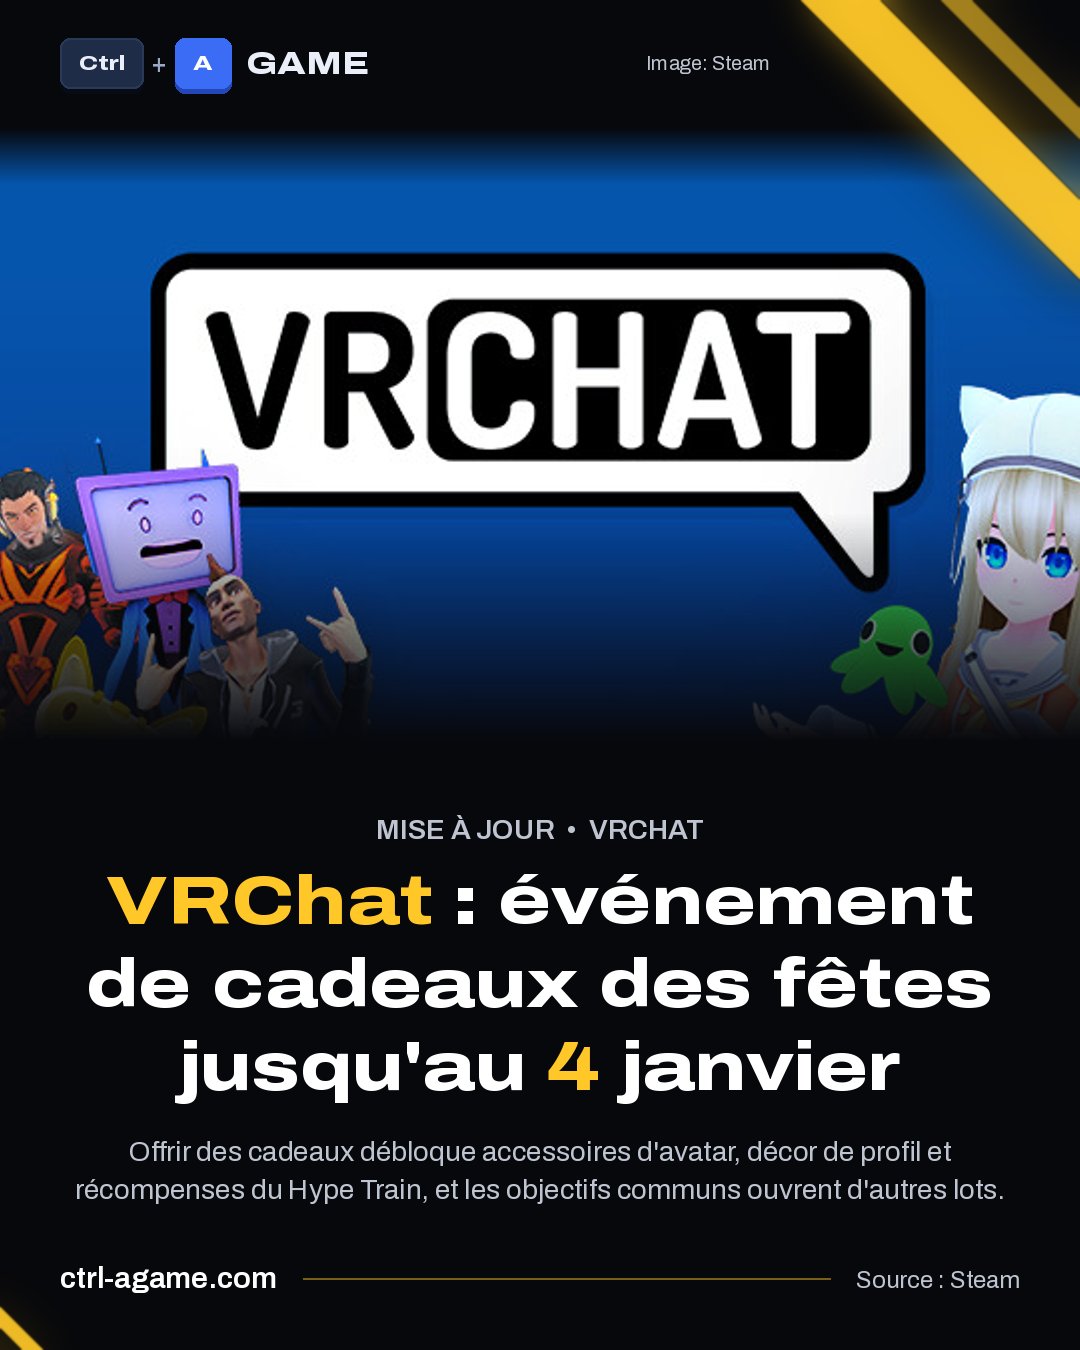 Ctrl + A GAME
Image: Steam
VRCHAT
MISE À JOUR • VRCHAT
VRChat : événement
de cadeaux des fêtes
jusqu'au 4 janvier
Offrir des cadeaux débloque accessoires d'avatar, décor de profil et
récompenses du Hype Train, et les objectifs communs ouvrent d'autres lots.
ctrl-agame.com
Source : Steam